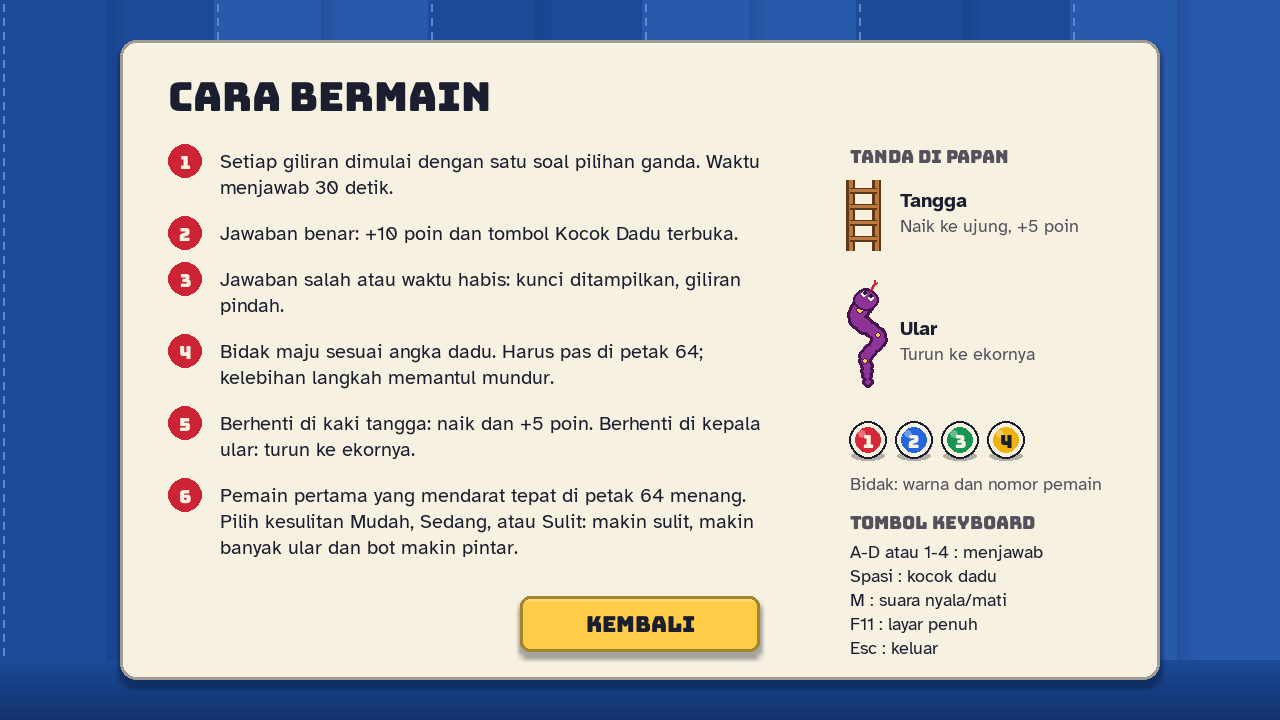 CARA BERMAIN
1 Setiap giliran dimulai dengan satu soal pilihan ganda. Waktu
menjawab 30 detik.
2 Jawaban benar: +10 poin dan tombol Kocok Dadu terbuka.
3 Jawaban salah atau waktu habis: kunci ditampilkan, giliran
pindah.
4 Bidak maju sesuai angka dadu. Harus pas di petak 64;
kelebihan langkah memantul mundur.
5 Berhenti di kaki tangga: naik dan +5 poin. Berhenti di kepala
ular: turun ke ekornya.
6 Pemain pertama yang mendarat tepat di petak 64 menang.
Pilih kesulitan Mudah, Sedang, atau Sulit: makin sulit, makin
banyak ular dan bot makin pintar.
KEMBALI
TANDA DI PAPAN
Tangga
Naik ke ujung, +5 poin
Ular
Turun ke ekornya
1 2 3 4
Bidak: warna dan nomor pemain
TOMBOL KEYBOARD
A-D atau 1-4 : menjawab
Spasi : kocok dadu
M : suara nyala/mati
F11 : layar penuh
Esc : keluar